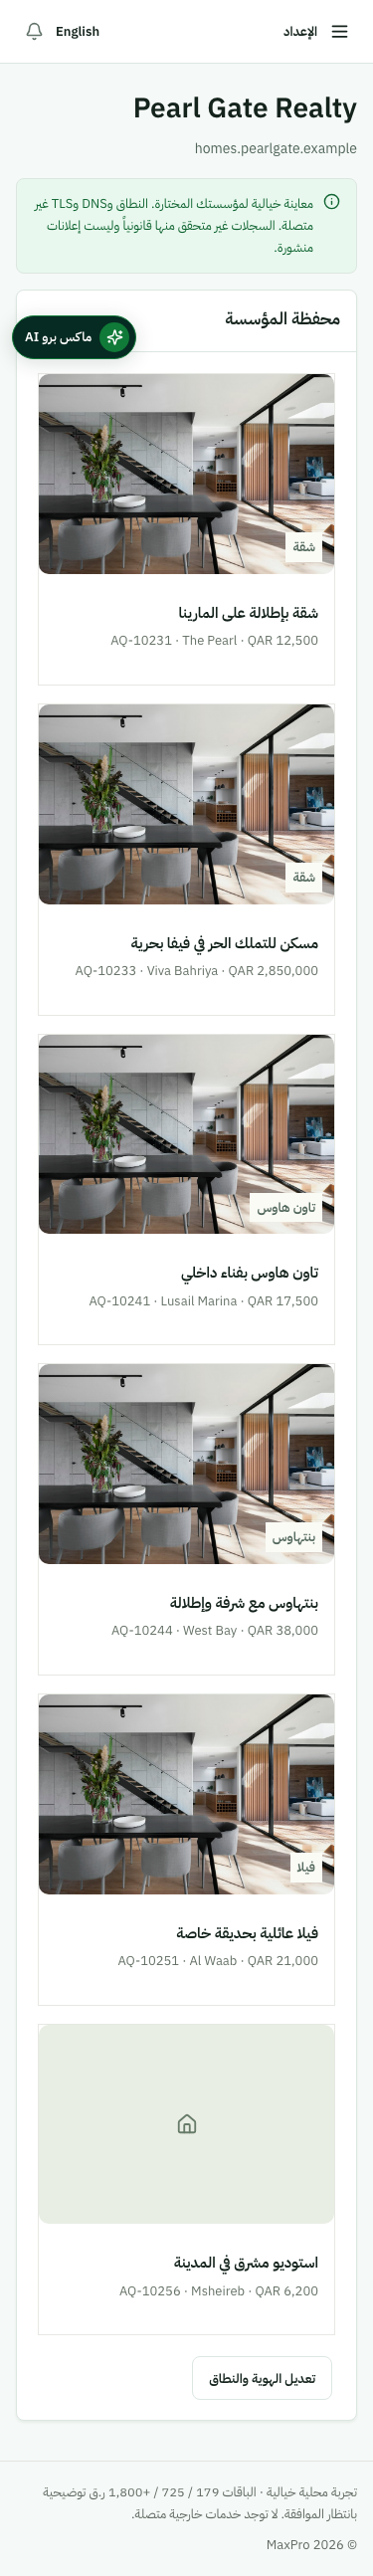 الإعداد
English
Pearl Gate Realty
homes.pearlgate.example
معاينة خيالية لمؤسستك المختارة. النطاق وDNS وTLS غير
متصلة. السجلات غير متحقق منها قانونياً وليست إعلانات
منشورة.
محفظة المؤسسة
ماكس برو AI
شقة
شقة بإطلالة على المارينا
AQ-10231 · The Pearl · QAR 12,500
شقة
مسكن للتملك الحر في فيفا بحرية
AQ-10233 · Viva Bahriya · QAR 2,850,000
تاون هاوس
تاون هاوس بفناء داخلي
AQ-10241 · Lusail Marina · QAR 17,500
بنتهاوس
بنتهاوس مع شرفة وإطلالة
AQ-10244 · West Bay · QAR 38,000
فيلا
فيلا عائلية بحديقة خاصة
AQ-10251 · Al Waab · QAR 21,000
استوديو مشرق في المدينة
AQ-10256 · Msheireb · QAR 6,200
تعديل الهوية والنطاق
تجربة محلية خيالية · الباقات 179 / 725 / +1,800 ر.ق توضيحية
بانتظار الموافقة. لا توجد خدمات خارجية متصلة.
© 2026 MaxPro